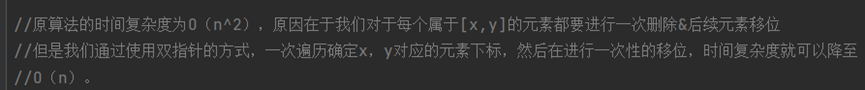 //原算法的时间复杂度为O（n^2），原因在于我们对于每个属于[x,y]的元素都要进行一次删除&后续元素移位
//但是我们通过使用双指针的方式，一次遍历确定x，y对应的元素下标，然后在进行一次性的移位，时间复杂度就可以降至
//O（n）。